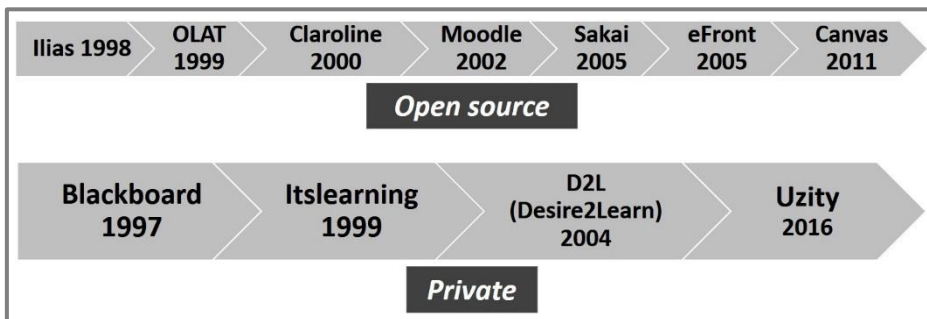 Ilias 1998
OLAT
1999
Claroline
2000
Moodle
2002
Sakai
2005
eFront
2005
Canvas
2011
Open source
Blackboard
1997
Itslearning
1999
D2L
(Desire2Learn)
2004
Uzity
2016
Private